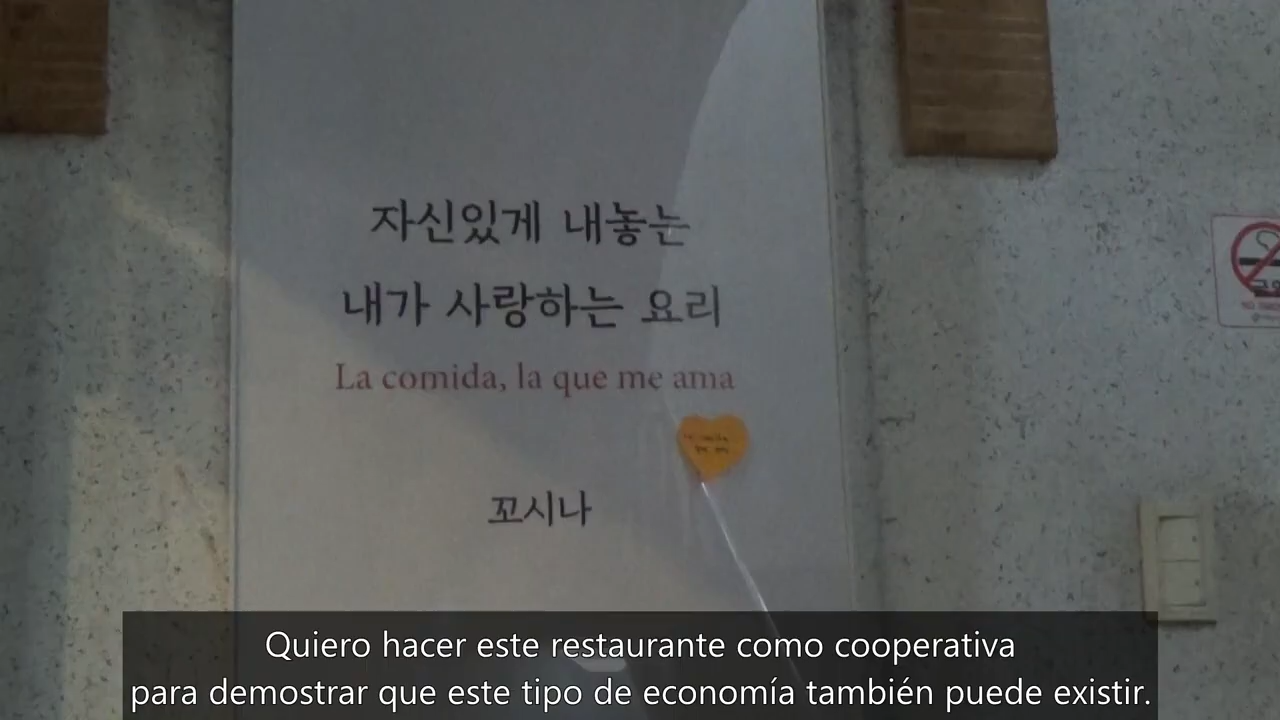 자신있게 내놓는
내가 사랑하는 요리
La comida, la que me ama
꼬시나
Quiero hacer este restaurante como cooperativa
para demostrar que este tipo de economía también puede existir.